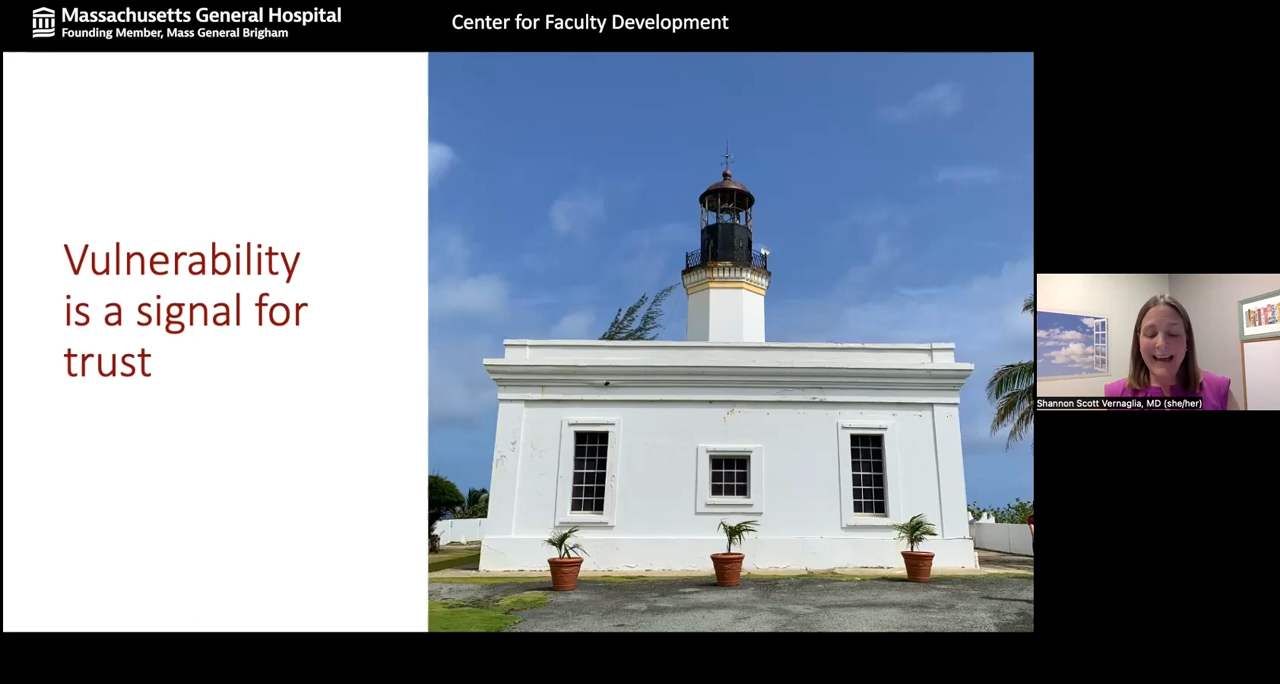 Massachusetts General Hospital
Founding Member, Mass General Brigham
Center for Faculty Development
Vulnerability
is a signal for
trust
Shannon Scott Vernaglia, MD (she/her)